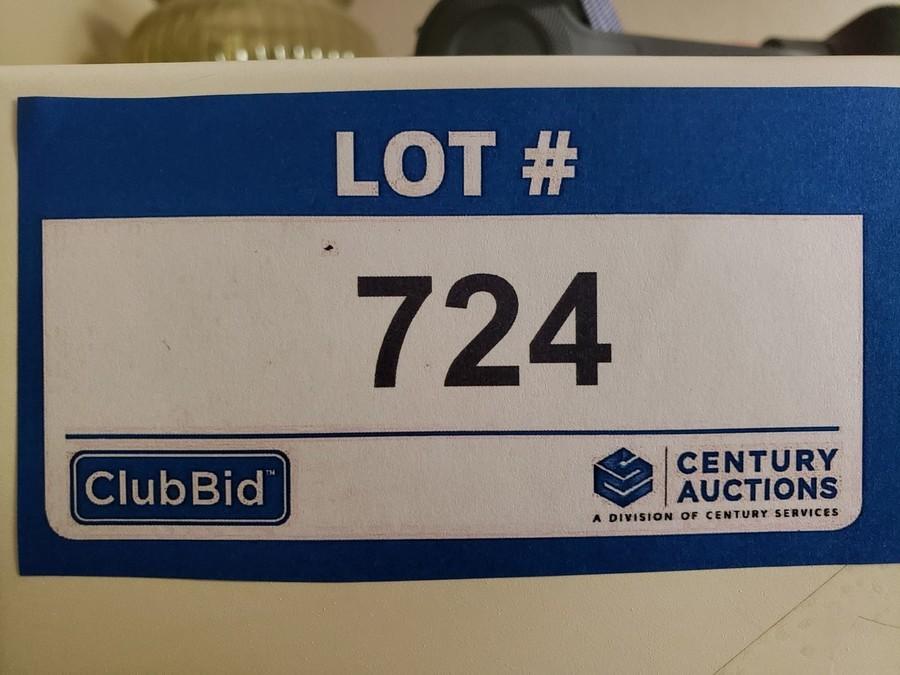 LOT #
724
ClubBid™
CENTURY
AUCTIONS
A DIVISION OF CENTURY SERVICES